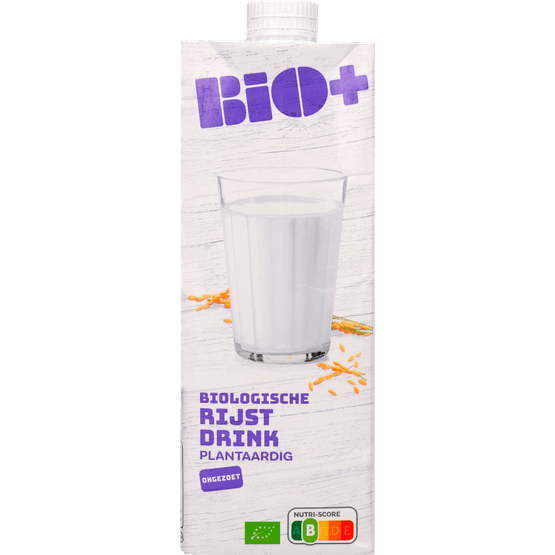 BiO+
BIOLOGISCHE
RIJST
DRINK
PLANTAARDIG
ONGEZOET
NUTRI-SCORE
A B C D E